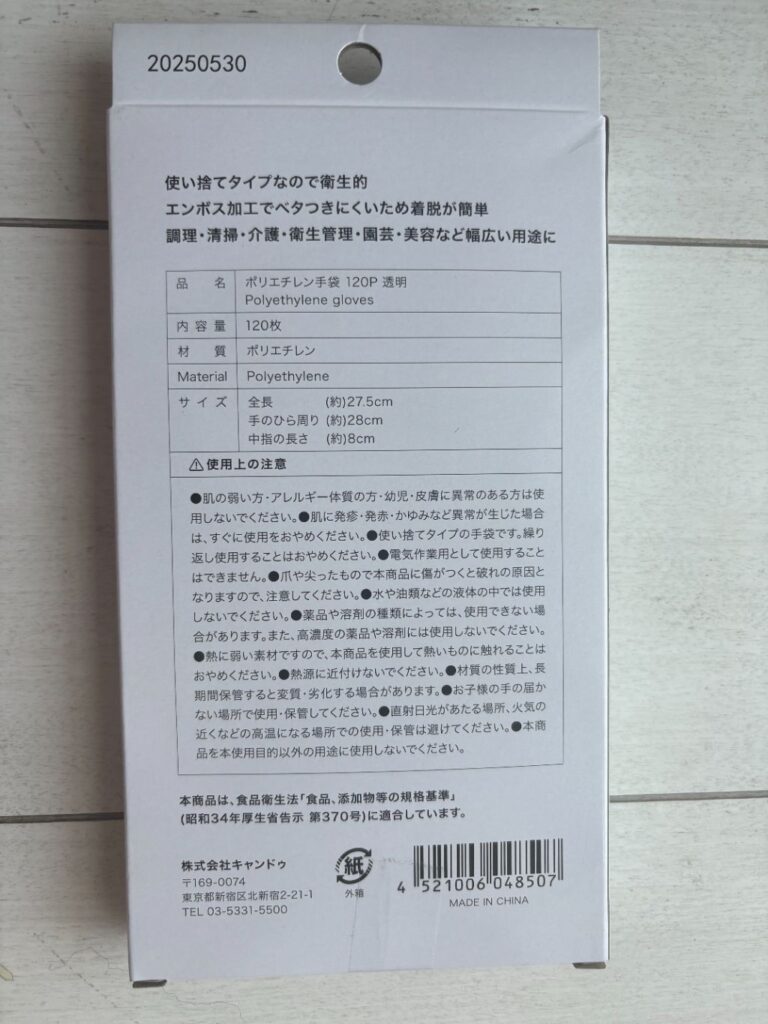 20250530
使い捨てタイプなので衛生的
エンボス加工でベタつきにくいため着脱が簡単
調理・清掃・介護・衛生管理・園芸・美容など幅広い用途に
品名 ポリエチレン手袋 120P 透明
Polyethylene gloves
内容量 120枚
材質 ポリエチレン
Material Polyethylene
サイズ 全長 (約)27.5cm
手のひら周り (約)28cm
中指の長さ (約)8cm
⚠使用上の注意
●肌の弱い方・アレルギー体質の方・幼児・皮膚に異常のある方は使
用しないでください。●肌に発疹・発赤・かゆみなど異常が生じた場合
は、すぐに使用をおやめください。●使い捨てタイプの手袋です。繰り
返し使用することはおやめください。●電気作業用として使用すること
はできません。●爪や尖ったもので本商品に傷がつくと破れの原因と
なりますので、注意してください。●水や油類などの液体の中では使用
しないでください。●薬品や溶剤の種類によっては、使用できない場
合があります。また、高濃度の薬品や溶剤には使用しないでください。
●熱に弱い素材ですので、本商品を使用して熱いものに触れることは
おやめください。●熱源に近付けないでください。●材質の性質上、長
期間保管すると変質・劣化する場合があります。●お子様の手の届か
ない場所で使用・保管してください。●直射日光があたる場所、火気の
近くなどの高温になる場所での使用・保管は避けてください。●本商
品を本使用目的以外の用途に使用しないでください。
本商品は、食品衛生法「食品、添加物等の規格基準」
(昭和34年厚生省告示 第370号)に適合しています。
株式会社キャンドゥ
〒169-0074
東京都新宿区北新宿2-21-1
TEL 03-5331-5500
紙
外箱
4 521006 048507
MADE IN CHINA